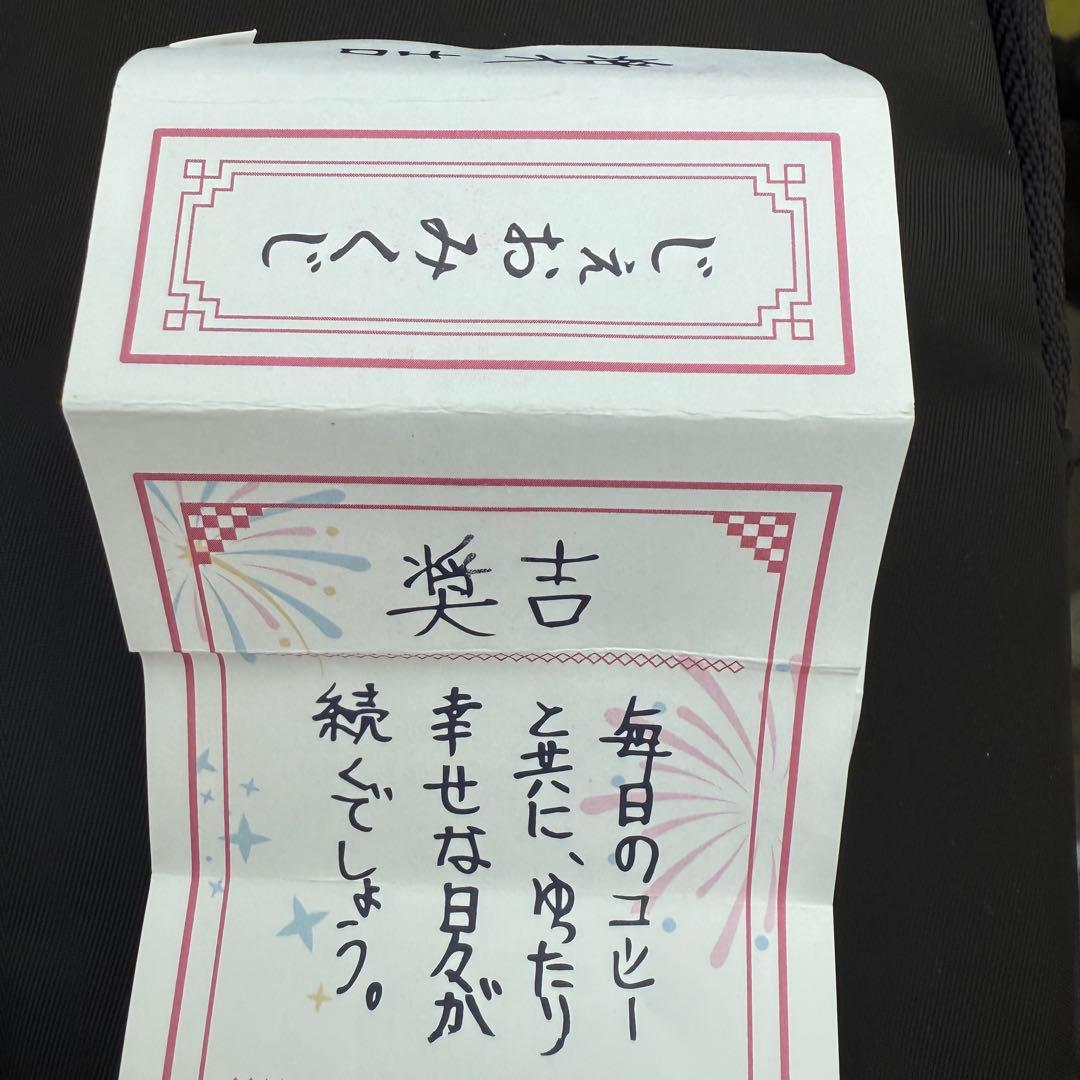 じぇおみくじ
奨吉
毎日のコーヒー
と共に、ゆったり
幸せな日々が
続くでしょう。